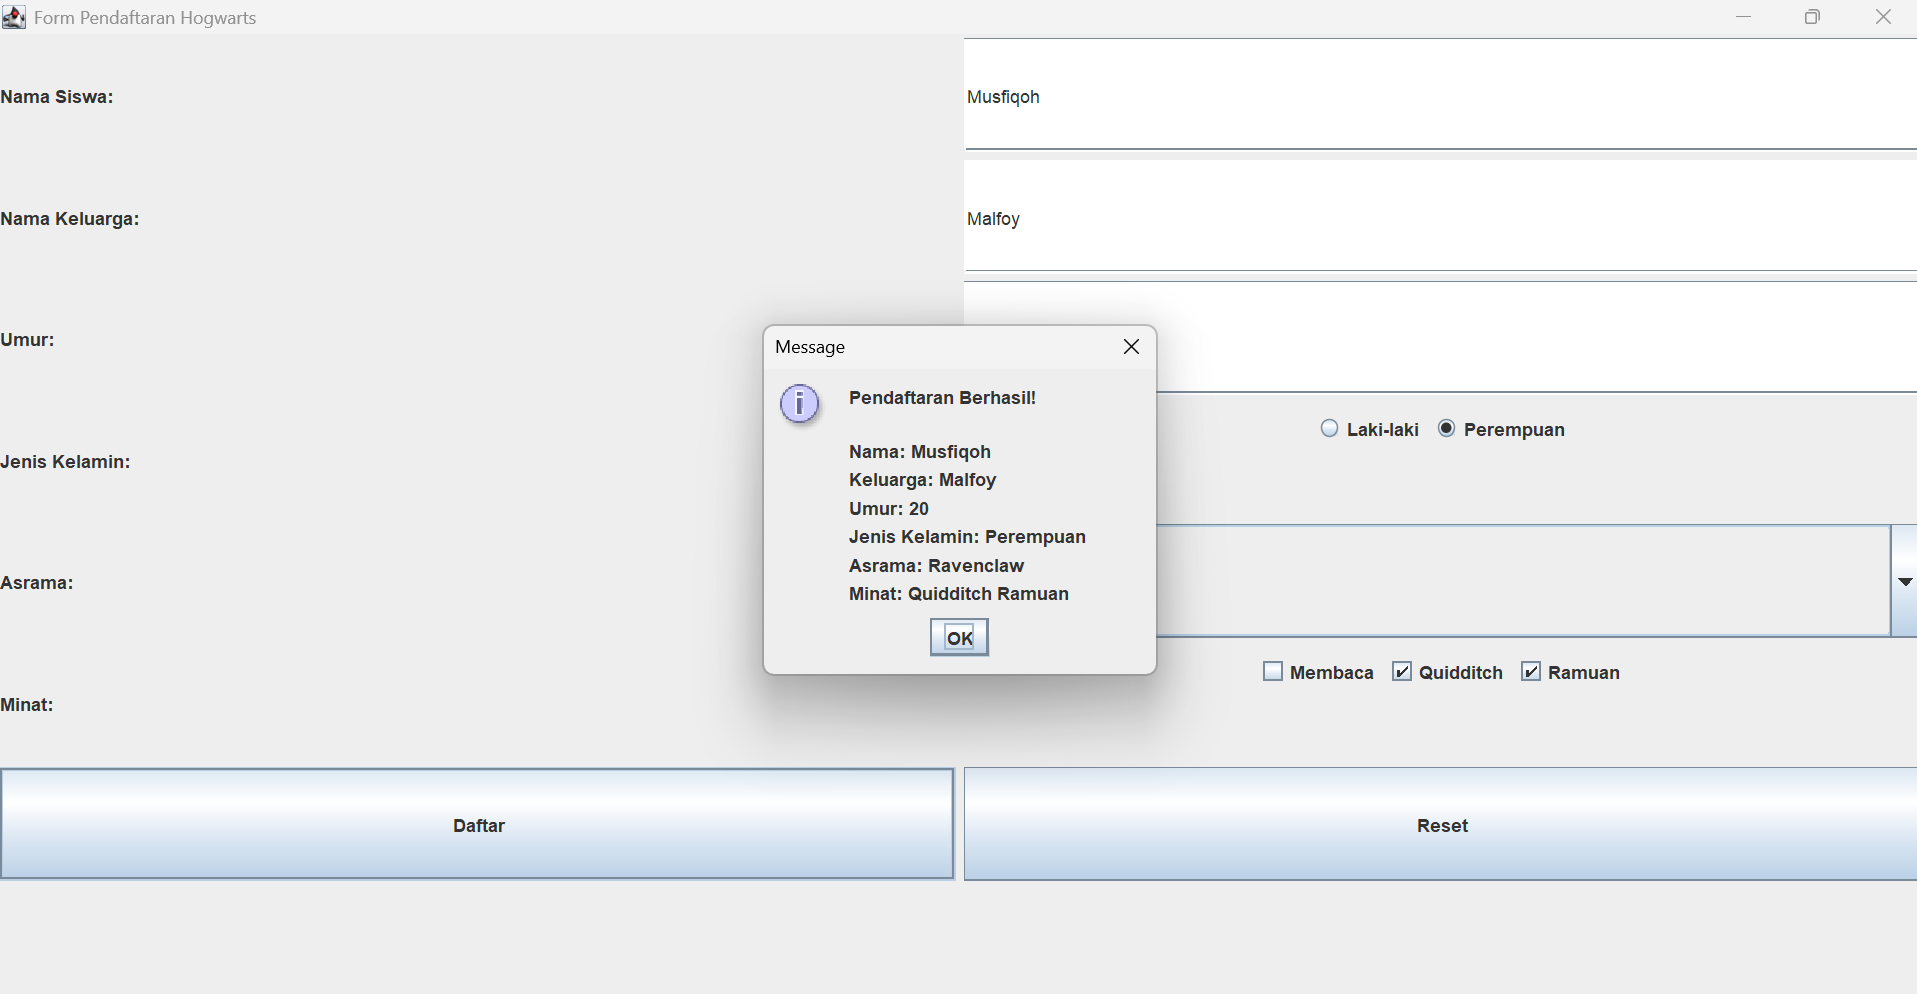 Form Pendaftaran Hogwarts
Nama Siswa:
Musfiqoh
Nama Keluarga:
Malfoy
Umur:
Jenis Kelamin:
Laki-laki Perempuan
Asrama:
Minat:
Membaca Quidditch Ramuan
Daftar
Reset
Message
Pendaftaran Berhasil!
Nama: Musfiqoh
Keluarga: Malfoy
Umur: 20
Jenis Kelamin: Perempuan
Asrama: Ravenclaw
Minat: Quidditch Ramuan
OK